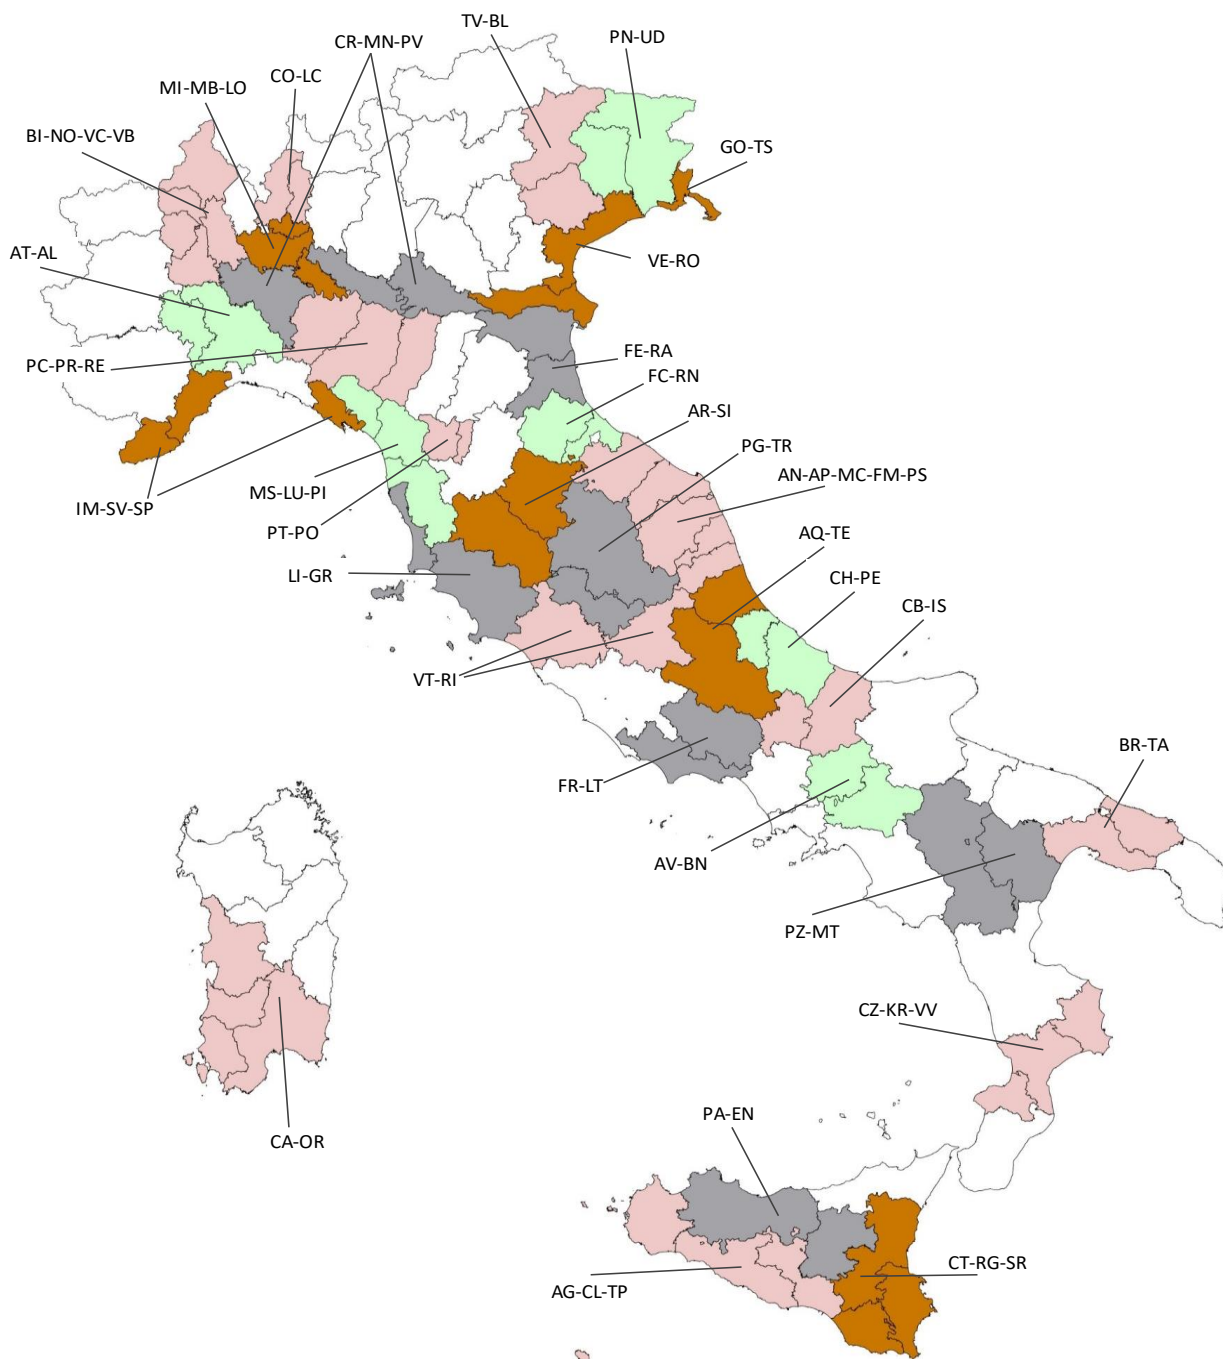 TV-BL
PN-UD
CR-MN-PV
CO-LC
MI-MB-LO
BI-NO-VC-VB
GO-TS
AT-AL
VE-RO
FE-RA
PC-PR-RE
FC-RN
AR-SI
PG-TR
AN-AP-MC-FM-PS
MS-LU-PI
IM-SV-SP
PT-PO
AQ-TE
LI-GR
CH-PE
CB-IS
VT-RI
BR-TA
FR-LT
AV-BN
PZ-MT
CZ-KR-VV
PA-EN
CA-OR
CT-RG-SR
AG-CL-TP